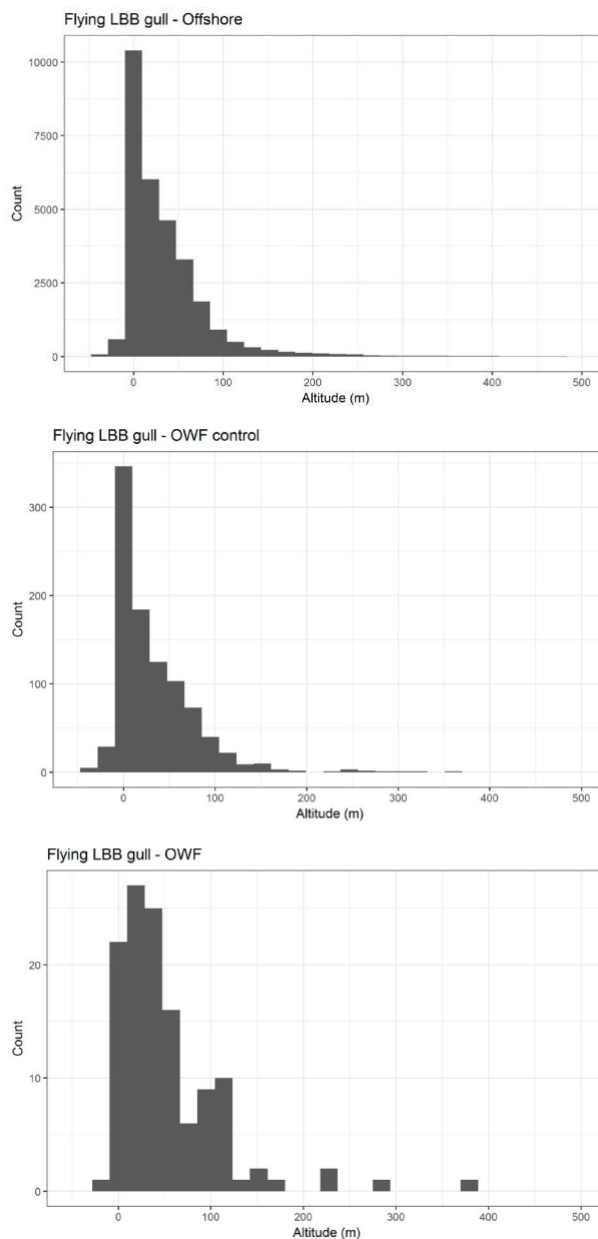 Flying LBB gull - Offshore
10000
7500
5000
2500
0
Count
0 100 200 300 400 500
Altitude (m)
Flying LBB gull - OWF control
300
200
100
0
Count
0 100 200 300 400 500
Altitude (m)
Flying LBB gull - OWF
20
10
0
Count
0 100 200 300 400 500
Altitude (m)